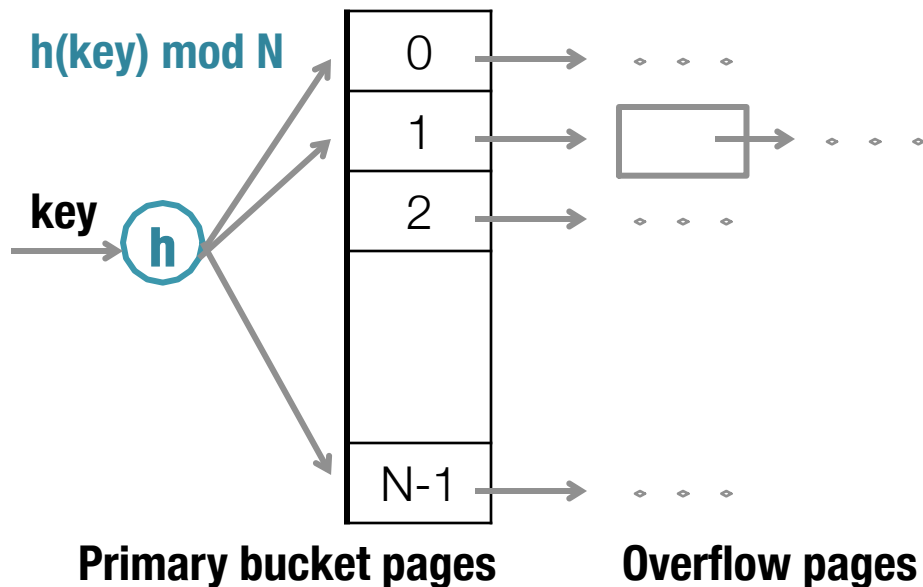 h(key) mod N
0
1
key
h
2
N-1
Primary bucket pages
Overflow pages